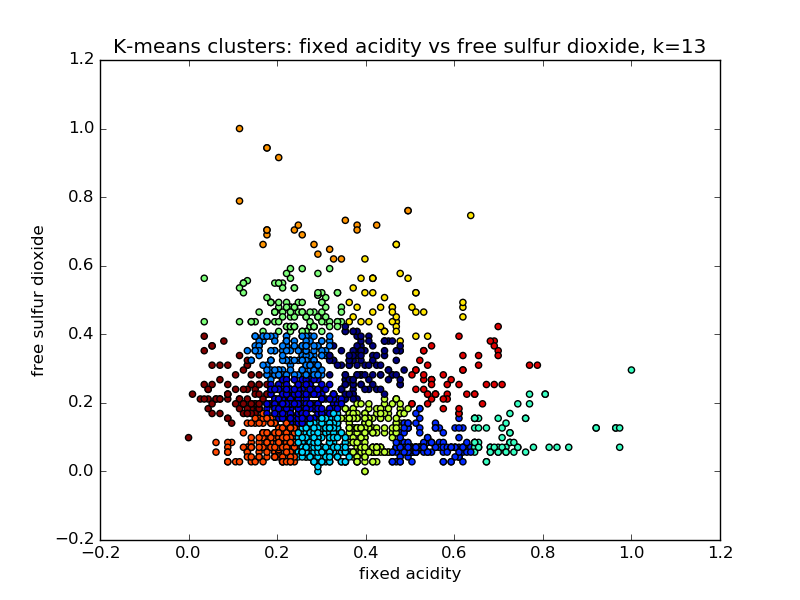 K-means clusters: fixed acidity vs free sulfur dioxide, k=13
1.2
1.0
0.8
0.6
0.4
0.2
0.0
−0.2
free sulfur dioxide
−0.2 0.0 0.2 0.4 0.6 0.8 1.0 1.2
fixed acidity